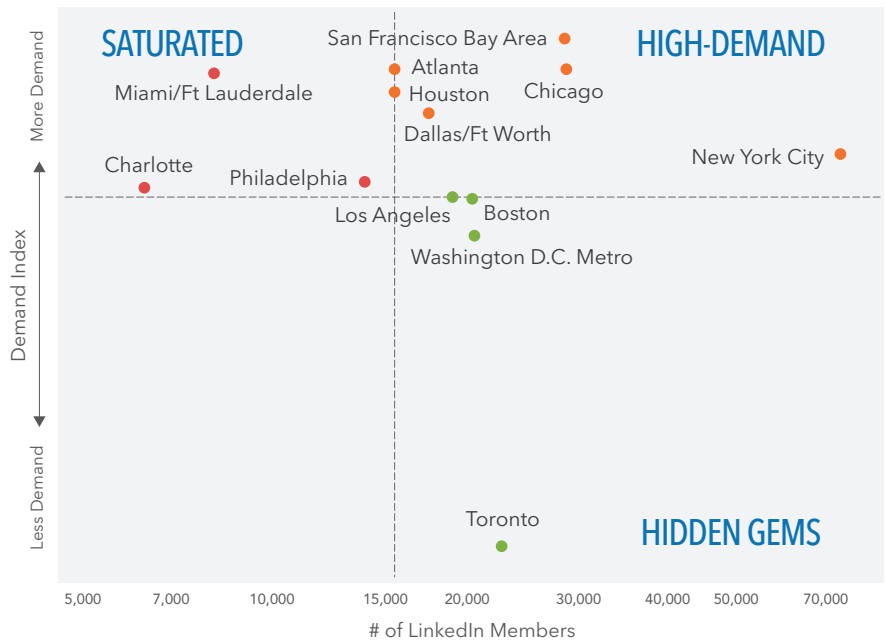 SATURATED
HIGH-DEMAND
San Francisco Bay Area
Atlanta
Miami/Ft Lauderdale
Houston
Chicago
Dallas/Ft Worth
New York City
Charlotte
Philadelphia
Los Angeles
Boston
Washington D.C. Metro
Toronto
HIDDEN GEMS
More Demand
Demand Index
Less Demand
5,000 7,000 10,000 15,000 20,000 30,000 40,000 50,000 70,000
# of LinkedIn Members